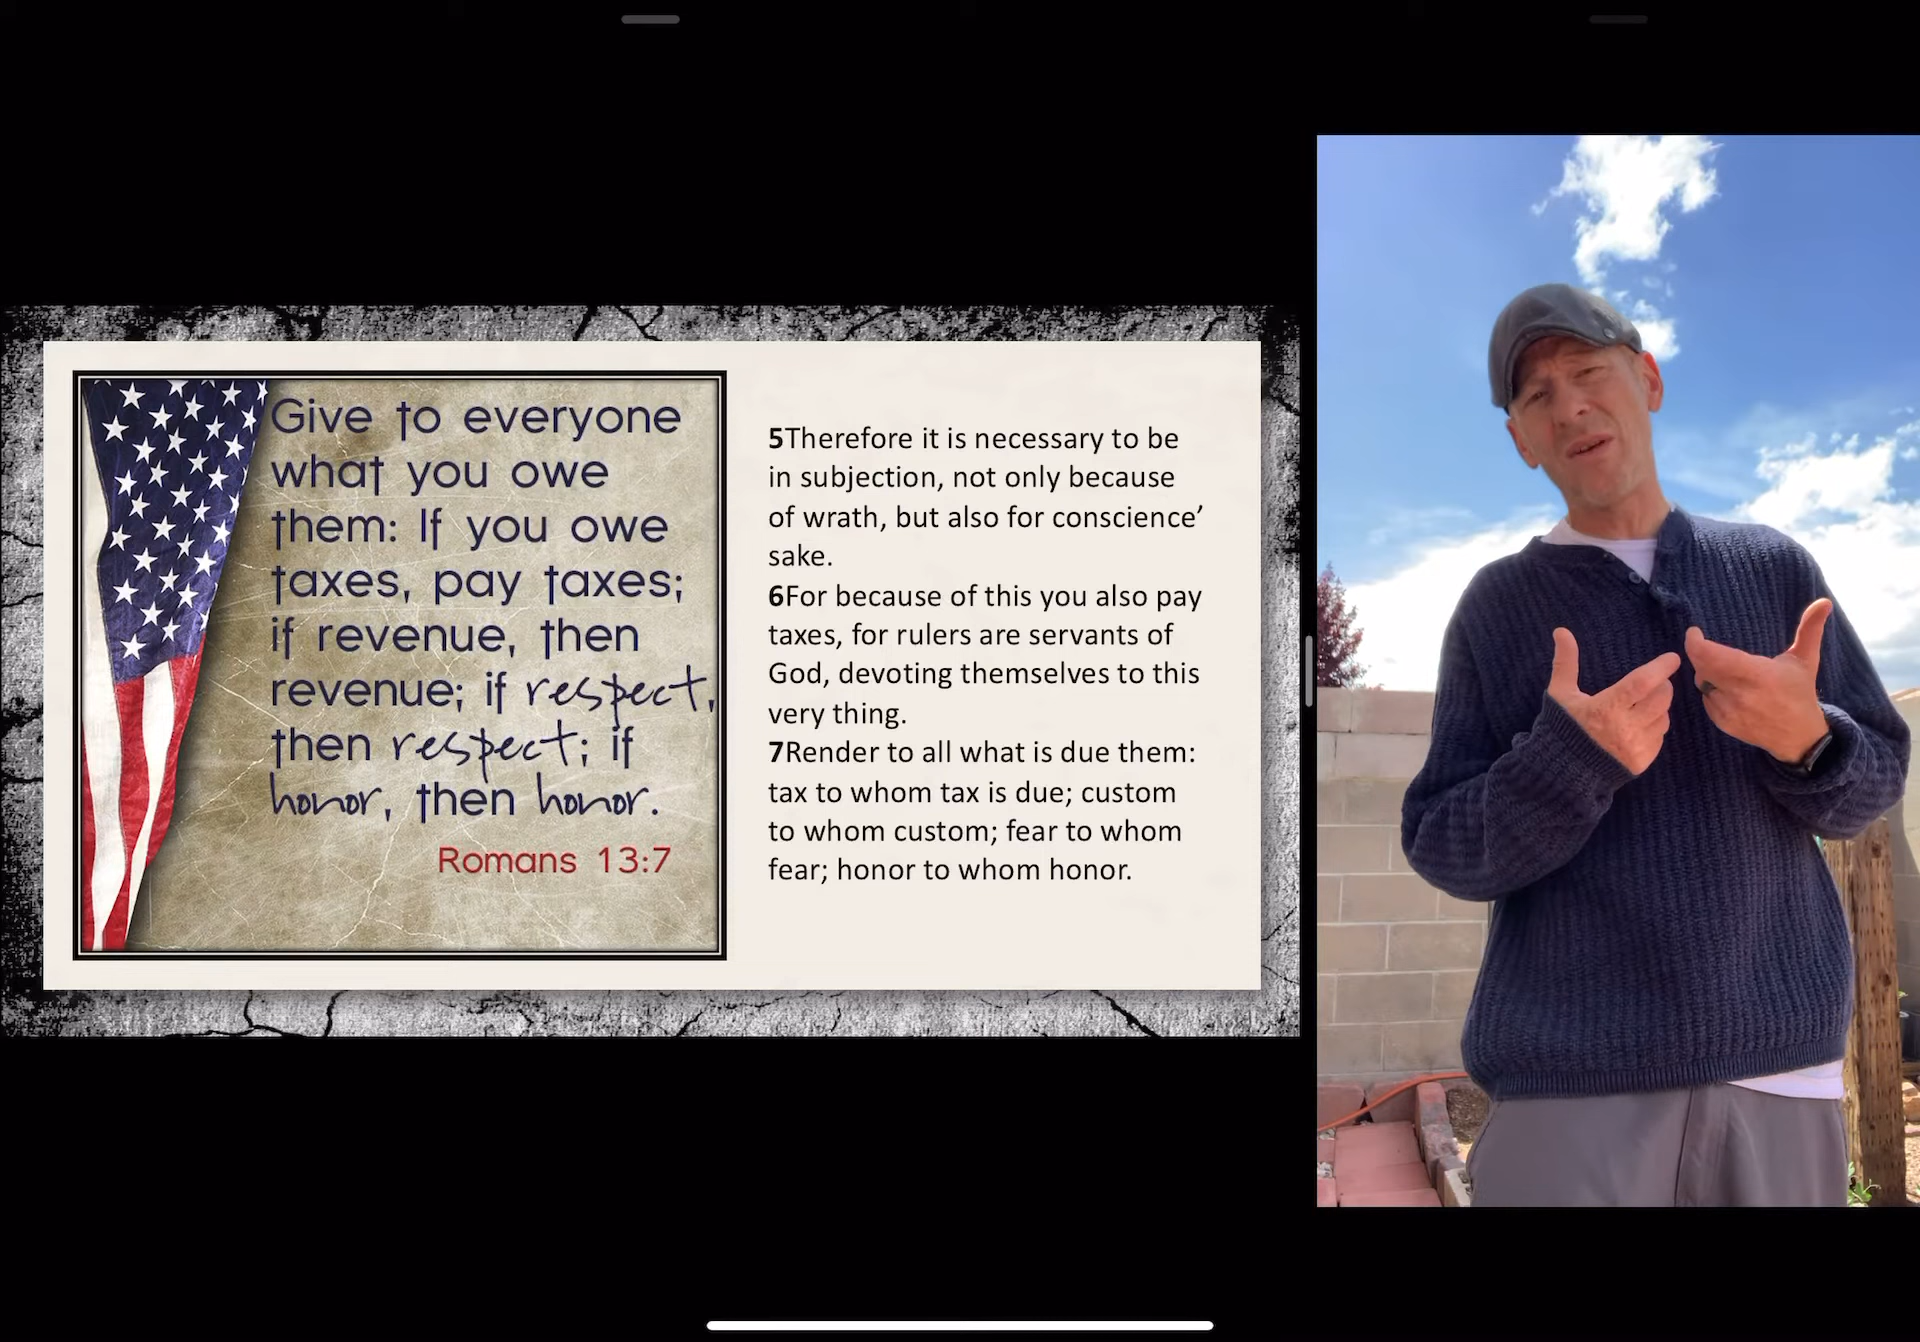 Give to everyone
what you owe
them: If you owe
taxes, pay taxes;
if revenue, then
revenue; if respect,
then respect; if
honor, then honor.
Romans 13:7
5Therefore it is necessary to be
in subjection, not only because
of wrath, but also for conscience’
sake.
6For because of this you also pay
taxes, for rulers are servants of
God, devoting themselves to this
very thing.
7Render to all what is due them:
tax to whom tax is due; custom
to whom custom; fear to whom
fear; honor to whom honor.